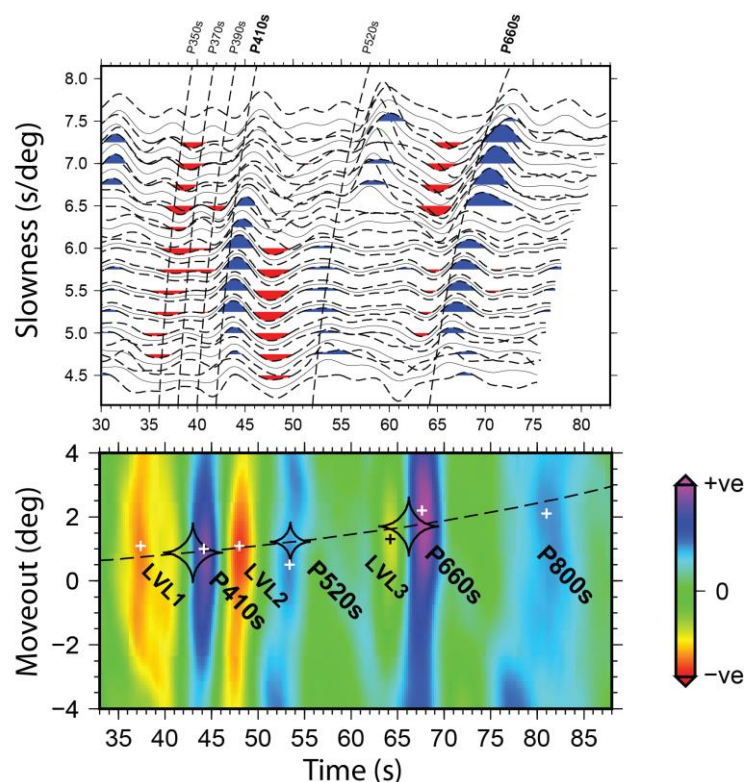 P350s P370s P390s P410s P520s P660s
Slowness (s/deg)
8.0
7.5
7.0
6.5
6.0
5.5
5.0
4.5
30 35 40 45 50 55 60 65 70 75 80
Moveout (deg)
4
2
0
−2
−4
LVL1 P410s LVL2 P520s LVL3 P660s P800s
35 40 45 50 55 60 65 70 75 80 85
Time (s)
+ve
0
−ve